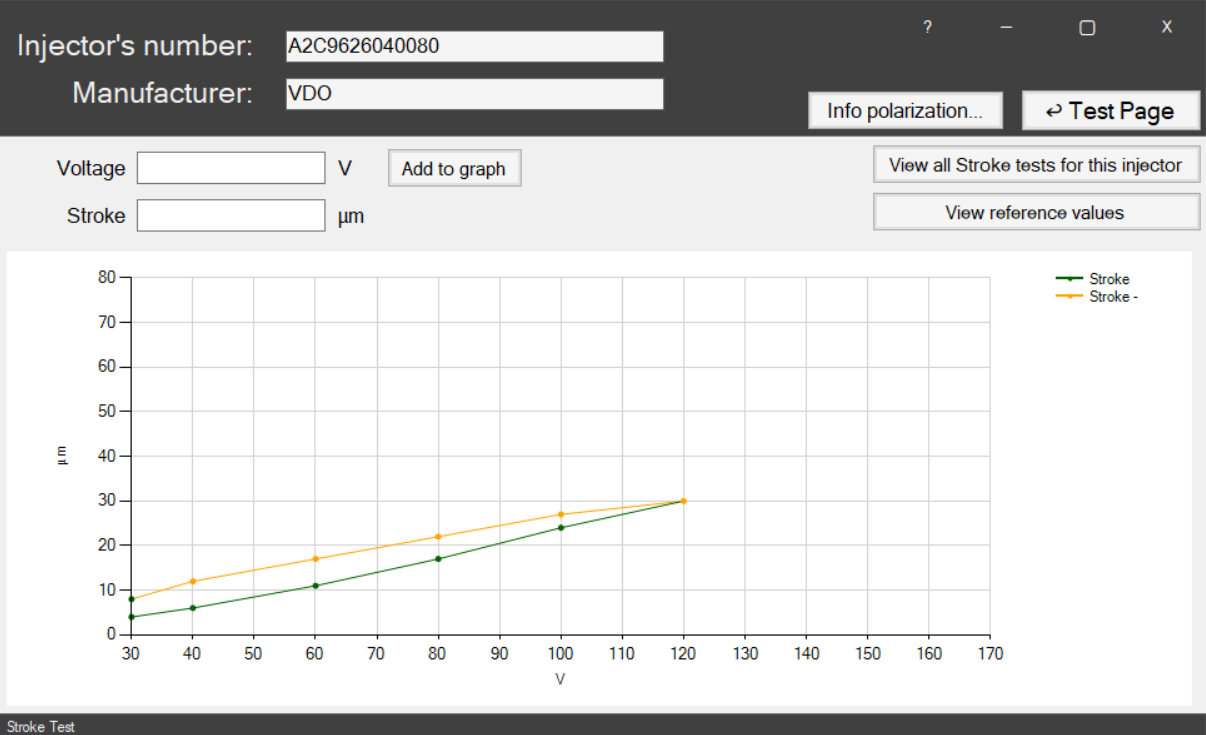 Injector's number: A2C9626040080
? – ▢ X
Manufacturer: VDO
Info polarization...
↩ Test Page
Voltage V
Add to graph
View all Stroke tests for this injector
Stroke µm
View reference values
Stroke
Stroke -
80
70
60
50
40
30
20
10
0
µm
30 40 50 60 70 80 90 100 110 120 130 140 150 160 170
V
Stroke Test